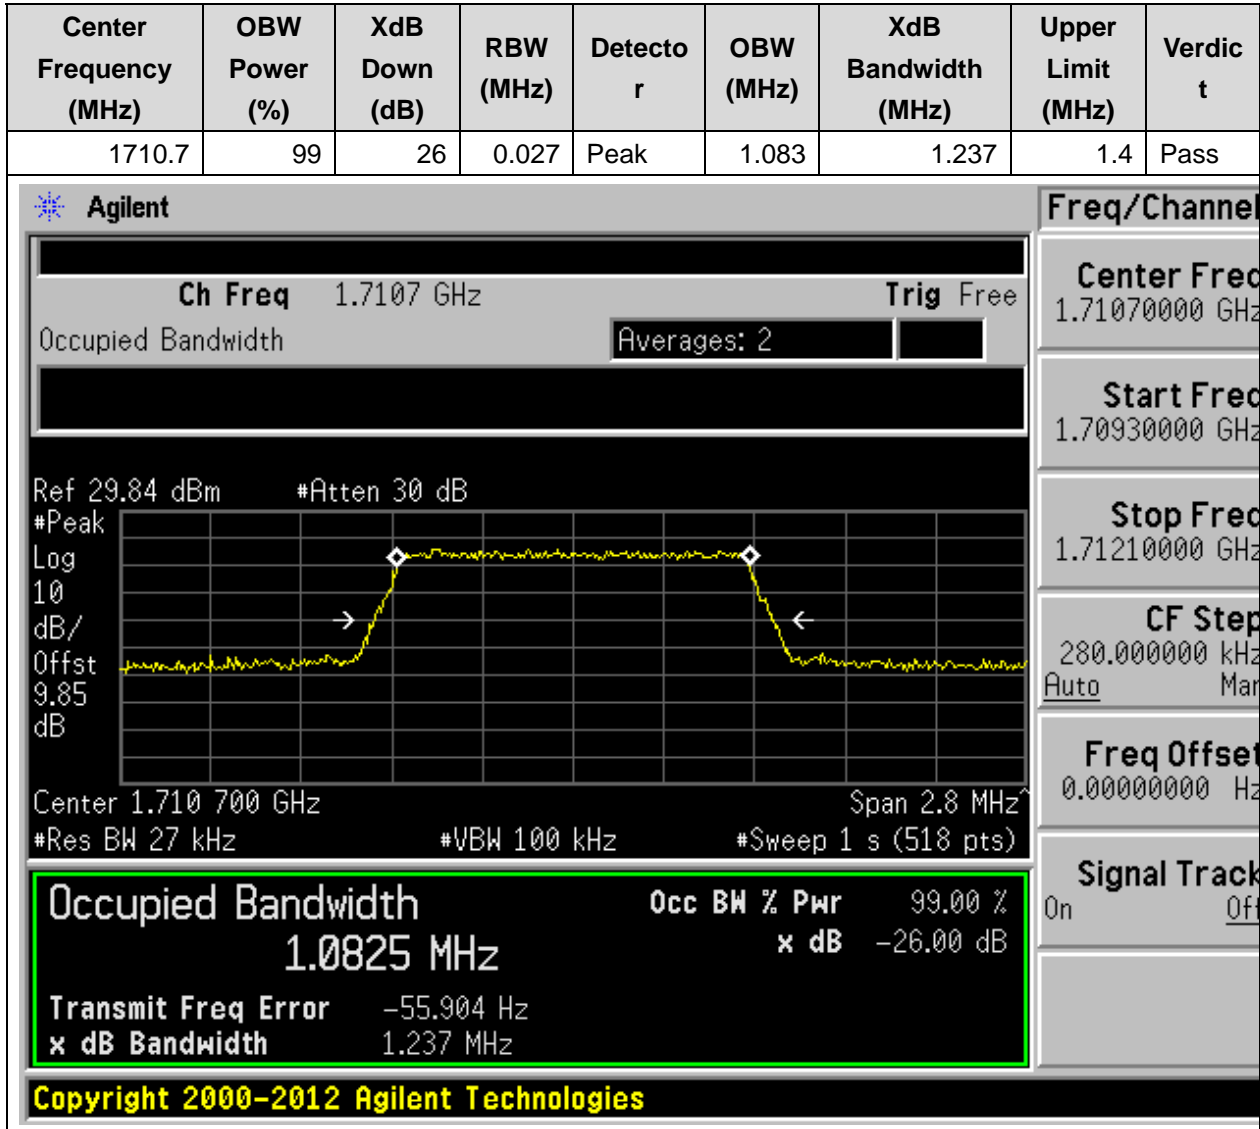 Center Frequency (MHz) OBW Power (%) XdB Down (dB) RBW (MHz) Detecto r OBW (MHz) XdB Bandwidth (MHz) Upper Limit (MHz) Verdic t
1710.7 99 26 0.027 Peak 1.083 1.237 1.4 Pass
Agilent
Freq/Channel
Ch Freq 1.7107 GHz Trig Free
Occupied Bandwidth Averages: 2
Center Freq
1.71070000 GHz
Start Freq
1.70930000 GHz
Stop Freq
1.71210000 GHz
CF Step
280.000000 kHz
Auto Man
Freq Offset
0.00000000 Hz
Signal Track
On Off
Ref 29.84 dBm #Atten 30 dB
#Peak
Log
10
dB/
Offst
9.85
dB
Center 1.710 700 GHz Span 2.8 MHz^
#Res BW 27 kHz #VBW 100 kHz #Sweep 1 s (518 pts)
Occupied Bandwidth Occ BW % Pwr 99.00 %
1.0825 MHz x dB -26.00 dB
Transmit Freq Error -55.904 Hz
x dB Bandwidth 1.237 MHz
Copyright 2000-2012 Agilent Technologies